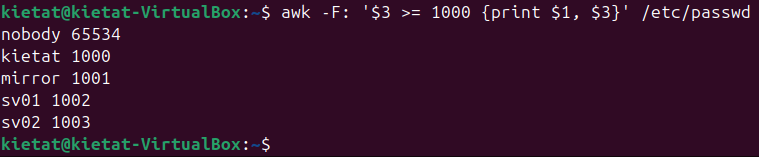 kietat@kietat-VirtualBox:~$ awk -F: '$3 >= 1000 {print $1, $3}' /etc/passwd
nobody 65534
kietat 1000
mirror 1001
sv01 1002
sv02 1003
kietat@kietat-VirtualBox:~$